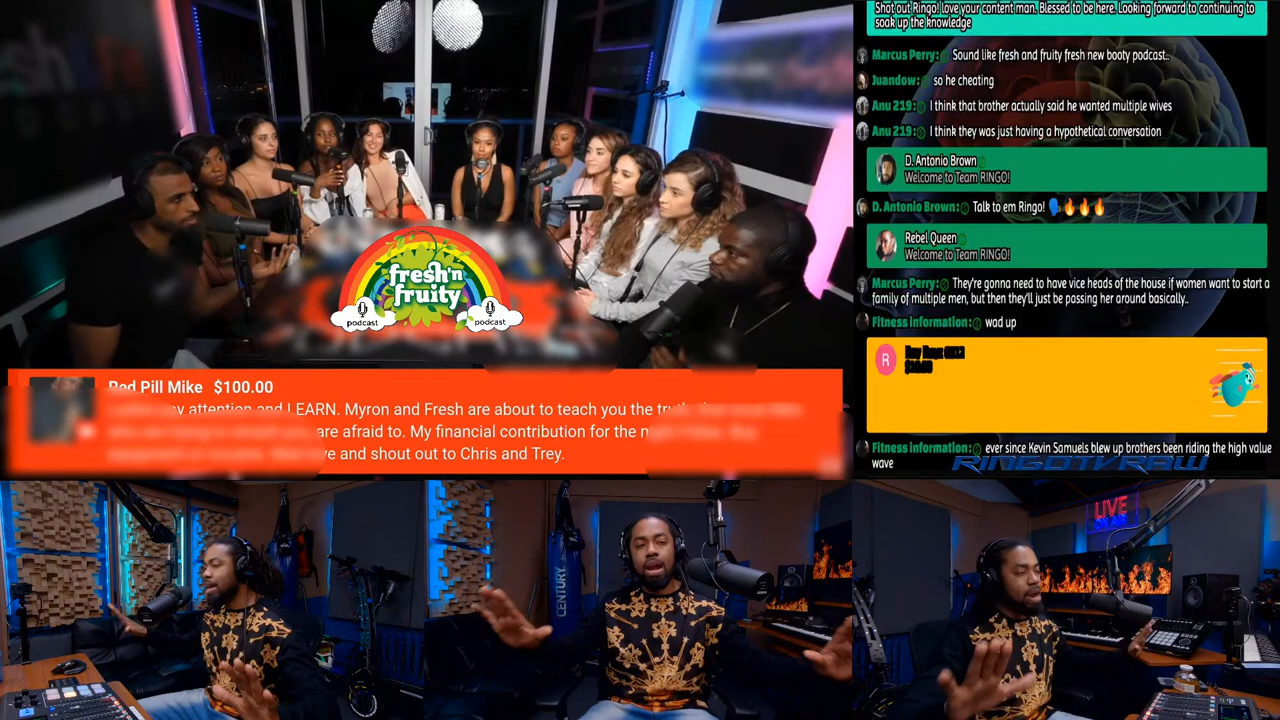 fresh'n
fruity
podcast
podcast
Red Pill Mike $100.00
attention and LEARN. Myron and Fresh are about to teach you the
are afraid to. My financial contribution for the
and shout out to Chris and Trey.
Shot out Ringo! love your content man. Blessed to be here. Looking forward to continuing to
soak up the knowledge
Marcus Perry: Sound like fresh and fruity fresh new booty podcast..
Juandow: so he cheating
Anu 219: I think that brother actually said he wanted multiple wives
Anu 219: I think they was just having a hypothetical conversation
D. Antonio Brown
Welcome to Team RINGO!
D. Antonio Brown: Talk to em Ringo! 🗣🔥🔥🔥
Rebel Queen
Welcome to Team RINGO!
Marcus Perry: They're gonna need to have vice heads of the house if women want to start a
family of multiple men, but then they'll just be passing her around basically..
Fitness information: wad up
R
Fitness information: ever since Kevin Samuels blew up brothers been riding the high value
wave
RINGOTV RAW
CENTURY
LIVE
ON AIR